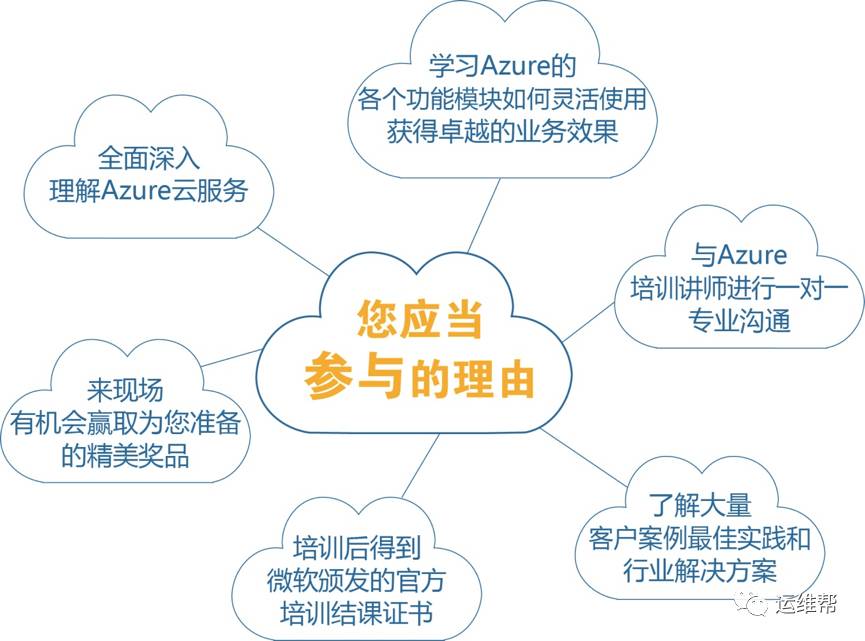 学习Azure的
各个功能模块如何灵活使用
获得卓越的业务效果
全面深入
理解Azure云服务
与Azure
培训讲师进行一对一
专业沟通
您应当
参与的理由
来现场
有机会赢取为您准备
的精美奖品
了解大量
客户案例最佳实践和
行业解决方案
培训后得到
微软颁发的官方
培训结课证书
运维帮